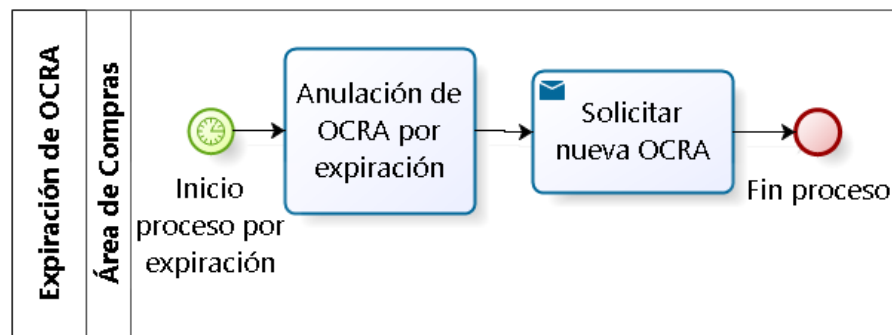 Expiración de OCRA
Área de Compras
Inicio
proceso por
expiración
Anulación de
OCRA por
expiración
Solicitar
nueva OCRA
Fin proceso